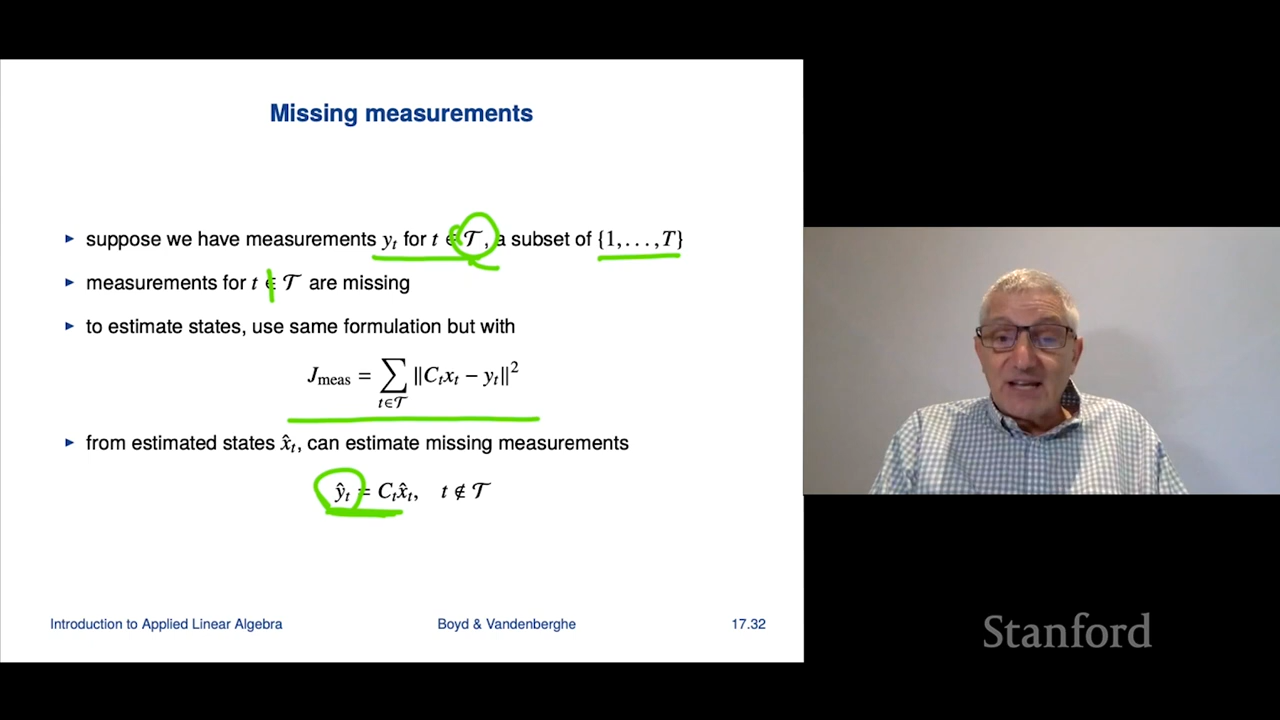 Missing measurements
▶ suppose we have measurements yₜ for t ∈ 𝒯, a subset of {1, . . . , T}
▶ measurements for t ∈ 𝒯 are missing
▶ to estimate states, use same formulation but with
J_meas = ∑_{t∈𝒯} ‖Cₜxₜ − yₜ‖²
▶ from estimated states x̂ₜ, can estimate missing measurements
ŷₜ = Cₜx̂ₜ, t ∉ 𝒯
Introduction to Applied Linear Algebra Boyd & Vandenberghe 17.32
Stanford